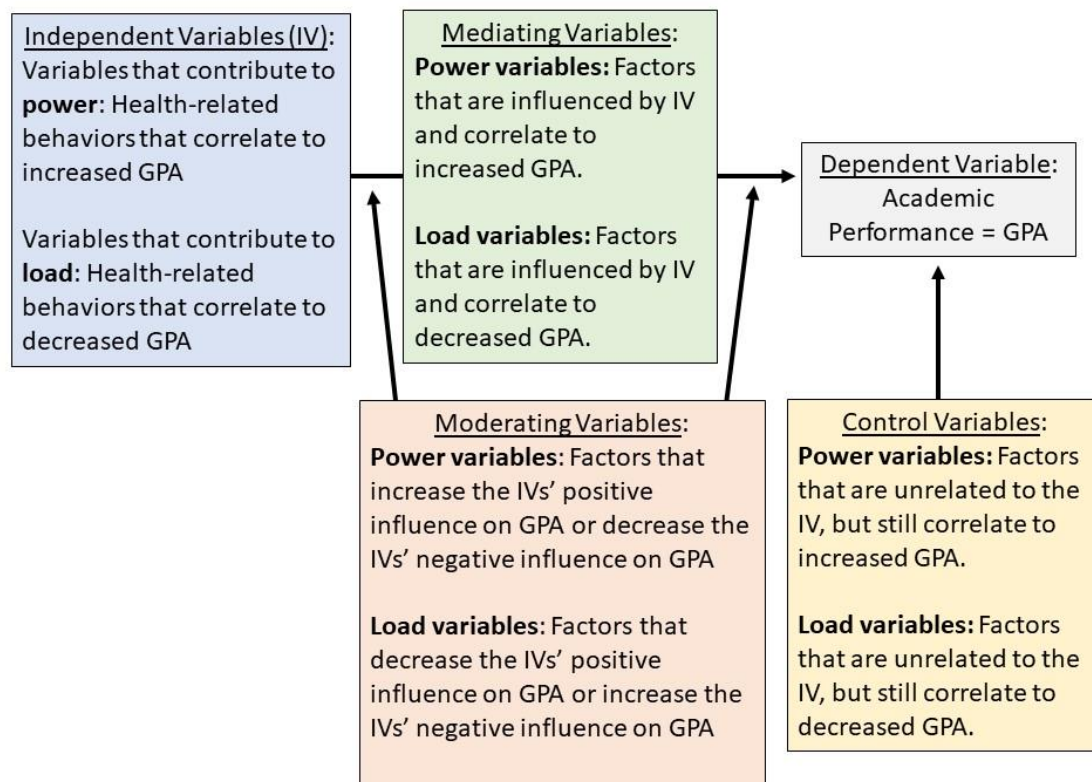 Independent Variables (IV):
Variables that contribute to
power: Health-related
behaviors that correlate to
increased GPA
Variables that contribute to
load: Health-related
behaviors that correlate to
decreased GPA
Mediating Variables:
Power variables: Factors
that are influenced by IV
and correlate to
increased GPA.
Load variables: Factors
that are influenced by IV
and correlate to
decreased GPA.
Dependent Variable:
Academic
Performance = GPA
Moderating Variables:
Power variables: Factors that
increase the IVs’ positive
influence on GPA or decrease the
IVs’ negative influence on GPA
Load variables: Factors that
decrease the IVs’ positive
influence on GPA or increase the
IVs’ negative influence on GPA
Control Variables:
Power variables: Factors
that are unrelated to the
IV, but still correlate to
increased GPA.
Load variables: Factors
that are unrelated to the
IV, but still correlate to
decreased GPA.